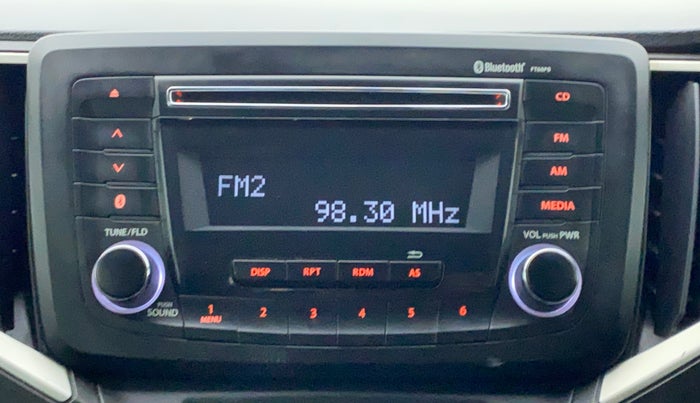 Bluetooth
CD
FM
AM
MEDIA
FM2
98.30 MHz
TUNE/FLD
VOL PUSH PWR
DISP RPT RDM AS
PUSH
SOUND
1 2 3 4 5 6
MENU